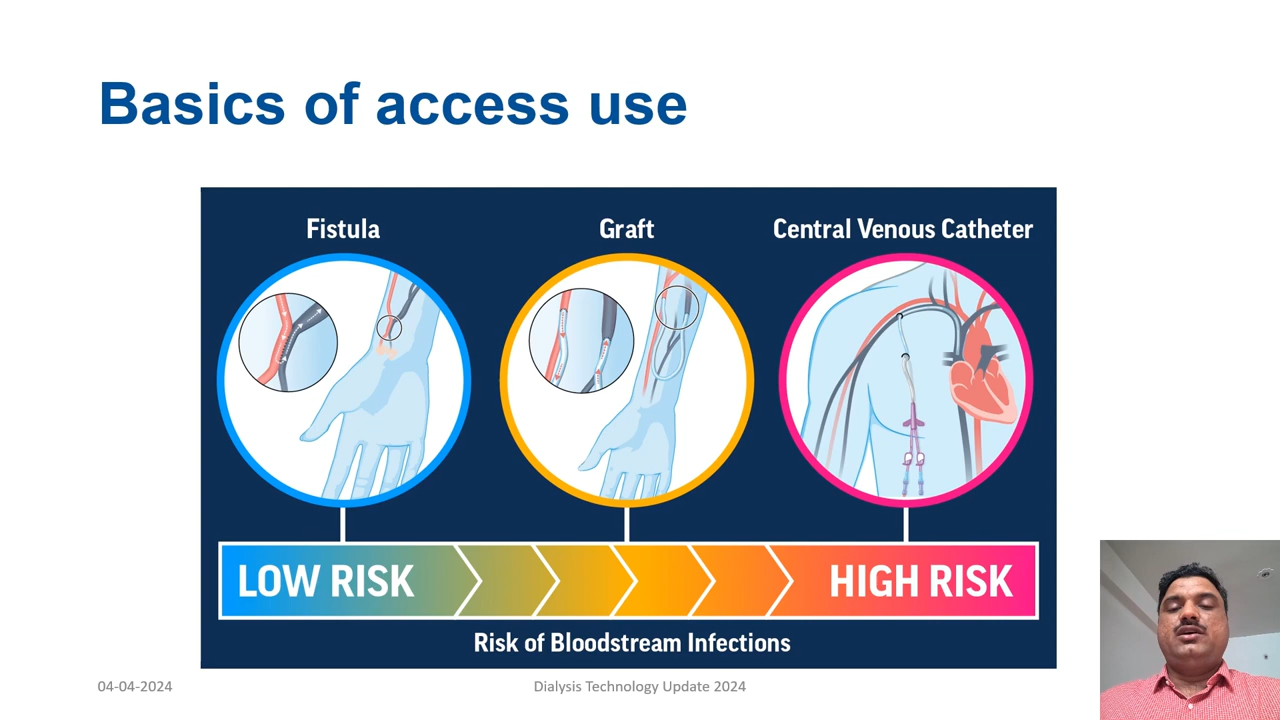 Basics of access use
Fistula
Graft
Central Venous Catheter
LOW RISK
HIGH RISK
Risk of Bloodstream Infections
04-04-2024
Dialysis Technology Update 2024